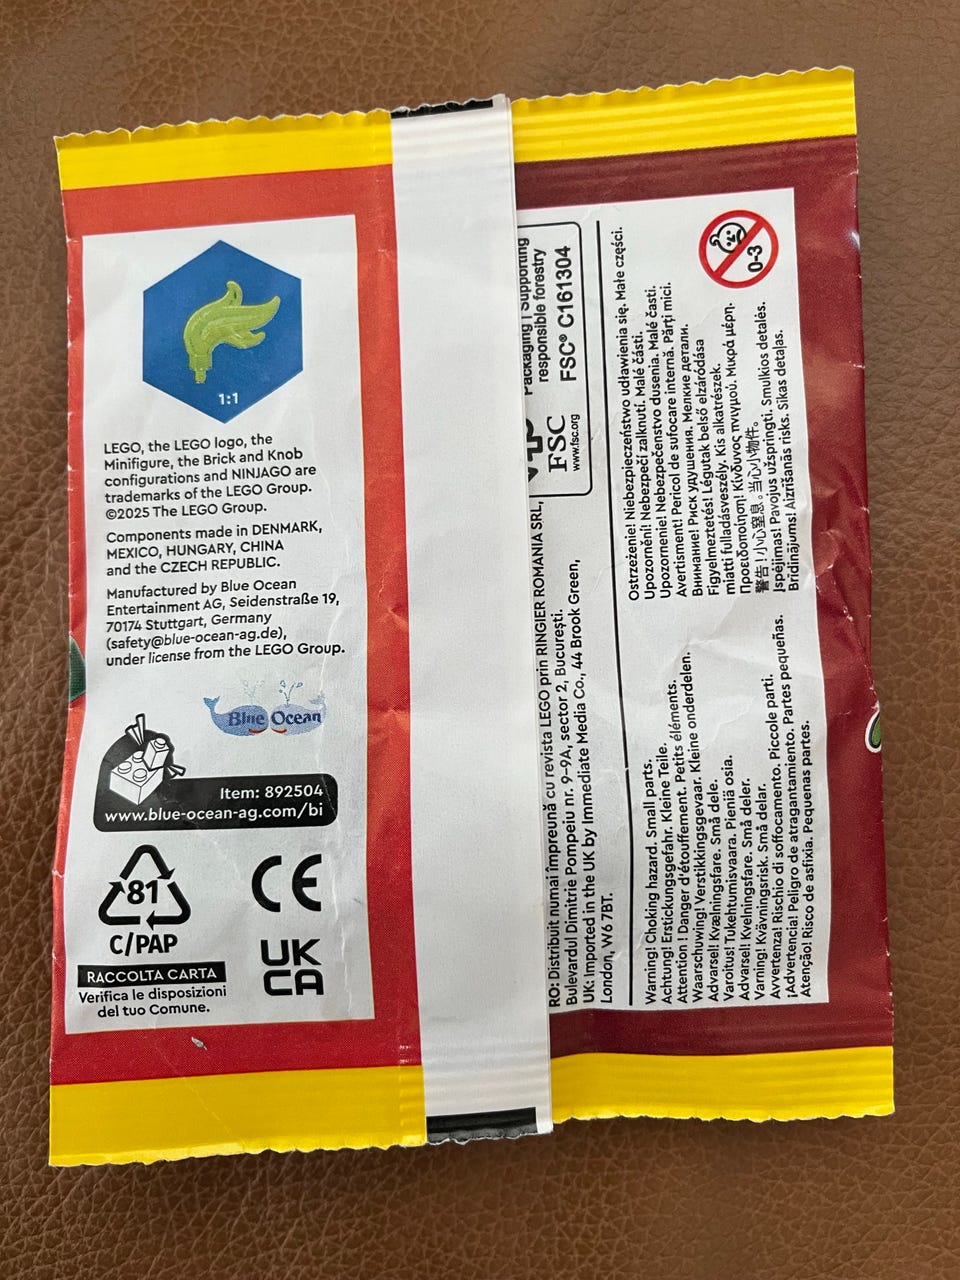 1:1
LEGO, the LEGO logo, the
Minifigure, the Brick and Knob
configurations and NINJAGO are
trademarks of the LEGO Group.
©2025 The LEGO Group.
Components made in DENMARK,
MEXICO, HUNGARY, CHINA
and the CZECH REPUBLIC.
Manufactured by Blue Ocean
Entertainment AG, Seidenstraße 19,
70174 Stuttgart, Germany
(safety@blue-ocean-ag.de),
under license from the LEGO Group.
Blue Ocean
Item: 892504
www.blue-ocean-ag.com/bi
81
C/PAP
RACCOLTA CARTA
Verifica le disposizioni
del tuo Comune.
CE
UK
CA
Packaging | Supporting
responsible forestry
FSC® C161304
FSC
www.fsc.org
RO: Distribuit numai împreună cu revista LEGO prin RINGIER ROMANIA SRL,
Bulevardul Dimitrie Pompeiu nr. 9-9A, sector 2, București.
UK: Imported in the UK by Immediate Media Co., 44 Brook Green,
London, W6 7BT.
Warning! Choking hazard. Small parts.
Achtung! Erstickungsgefahr. Kleine Teile.
Attention ! Danger d'étouffement. Petits éléments.
Waarschuwing! Verstikkingsgevaar. Kleine onderdelen.
Advarsel! Kvælningsfare. Små dele.
Varoitus! Tukehtumisvaara. Pieniä osia.
Advarsel! Kvelningsfare. Små deler.
Varning! Kvävningsrisk. Små delar.
Avvertenza! Rischio di soffocamento. Piccole parti.
¡Advertencia! Peligro de atragantamiento. Partes pequeñas.
Atenção! Risco de asfixia. Pequenas partes.
Ostrzeżenie! Niebezpieczeństwo udławienia się. Małe części.
Upozornění! Nebezpečí zalknutí. Malé části.
Upozornenie! Nebezpečenstvo dusenia. Malé časti.
Avertisment! Pericol de sufocare internă. Părți mici.
Внимание! Риск удушения. Мелкие детали.
Figyelmeztetés! Légutak belső elzáródása
miatti fulladásveszély. Kis alkatrészek.
Προειδοποίηση! Κίνδυνος πνιγμού. Μικρά μέρη.
警告! 小心窒息。当心小物件。
Įspėjimas! Pavojus užspringti. Smulkios detalės.
Brīdinājums! Aizrīšanās risks. Sīkas detaļas.
0-3